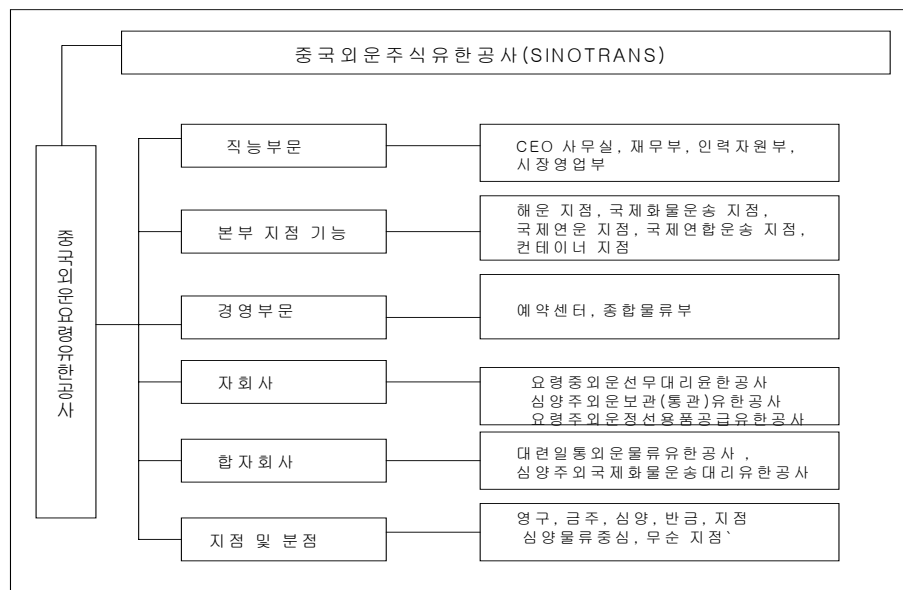 중국외운주식유한공사(SINOTRANS)
중국외운요령유한공사
직능부문
CEO 사무실, 재무부, 인력자원부,
시장영업부
본부 지점 기능
해운 지점, 국제화물운송 지점,
국제연운 지점, 국제연합운송 지점,
컨테이너 지점
경영부문
예약센터, 종합물류부
자회사
요령중외운선무대리윤한공사
심양주외운보관(통관)유한공사
요령주외운정선용품공급유한공사
합자회사
대련일통외운물류유한공사 ,
심양주외국제화물운송대리유한공사
지점 및 분점
영구, 금주, 심양, 반금, 지점
심양물류중심, 무순 지점`